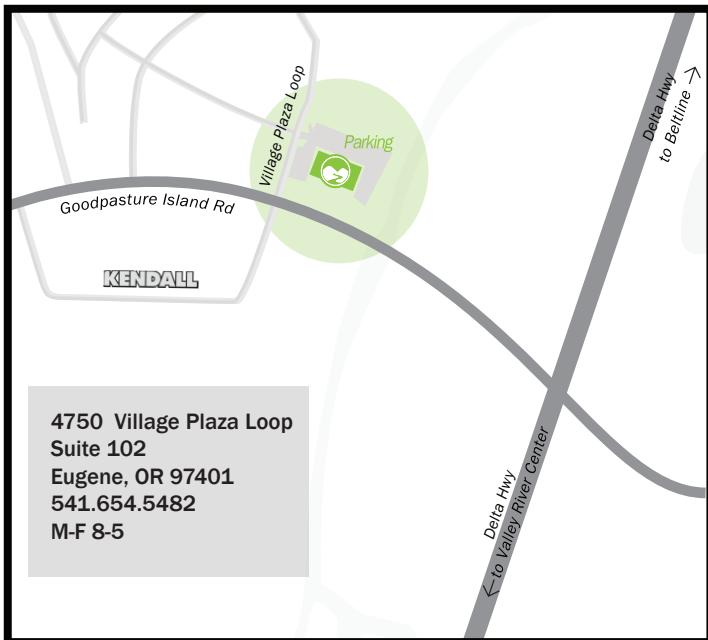 Village Plaza Loop
Parking
Delta Hwy
to Beltline
Goodpasture Island Rd
KENDALL
4750 Village Plaza Loop
Suite 102
Eugene, OR 97401
541.654.5482
M-F 8-5
Delta Hwy
to Valley River Center